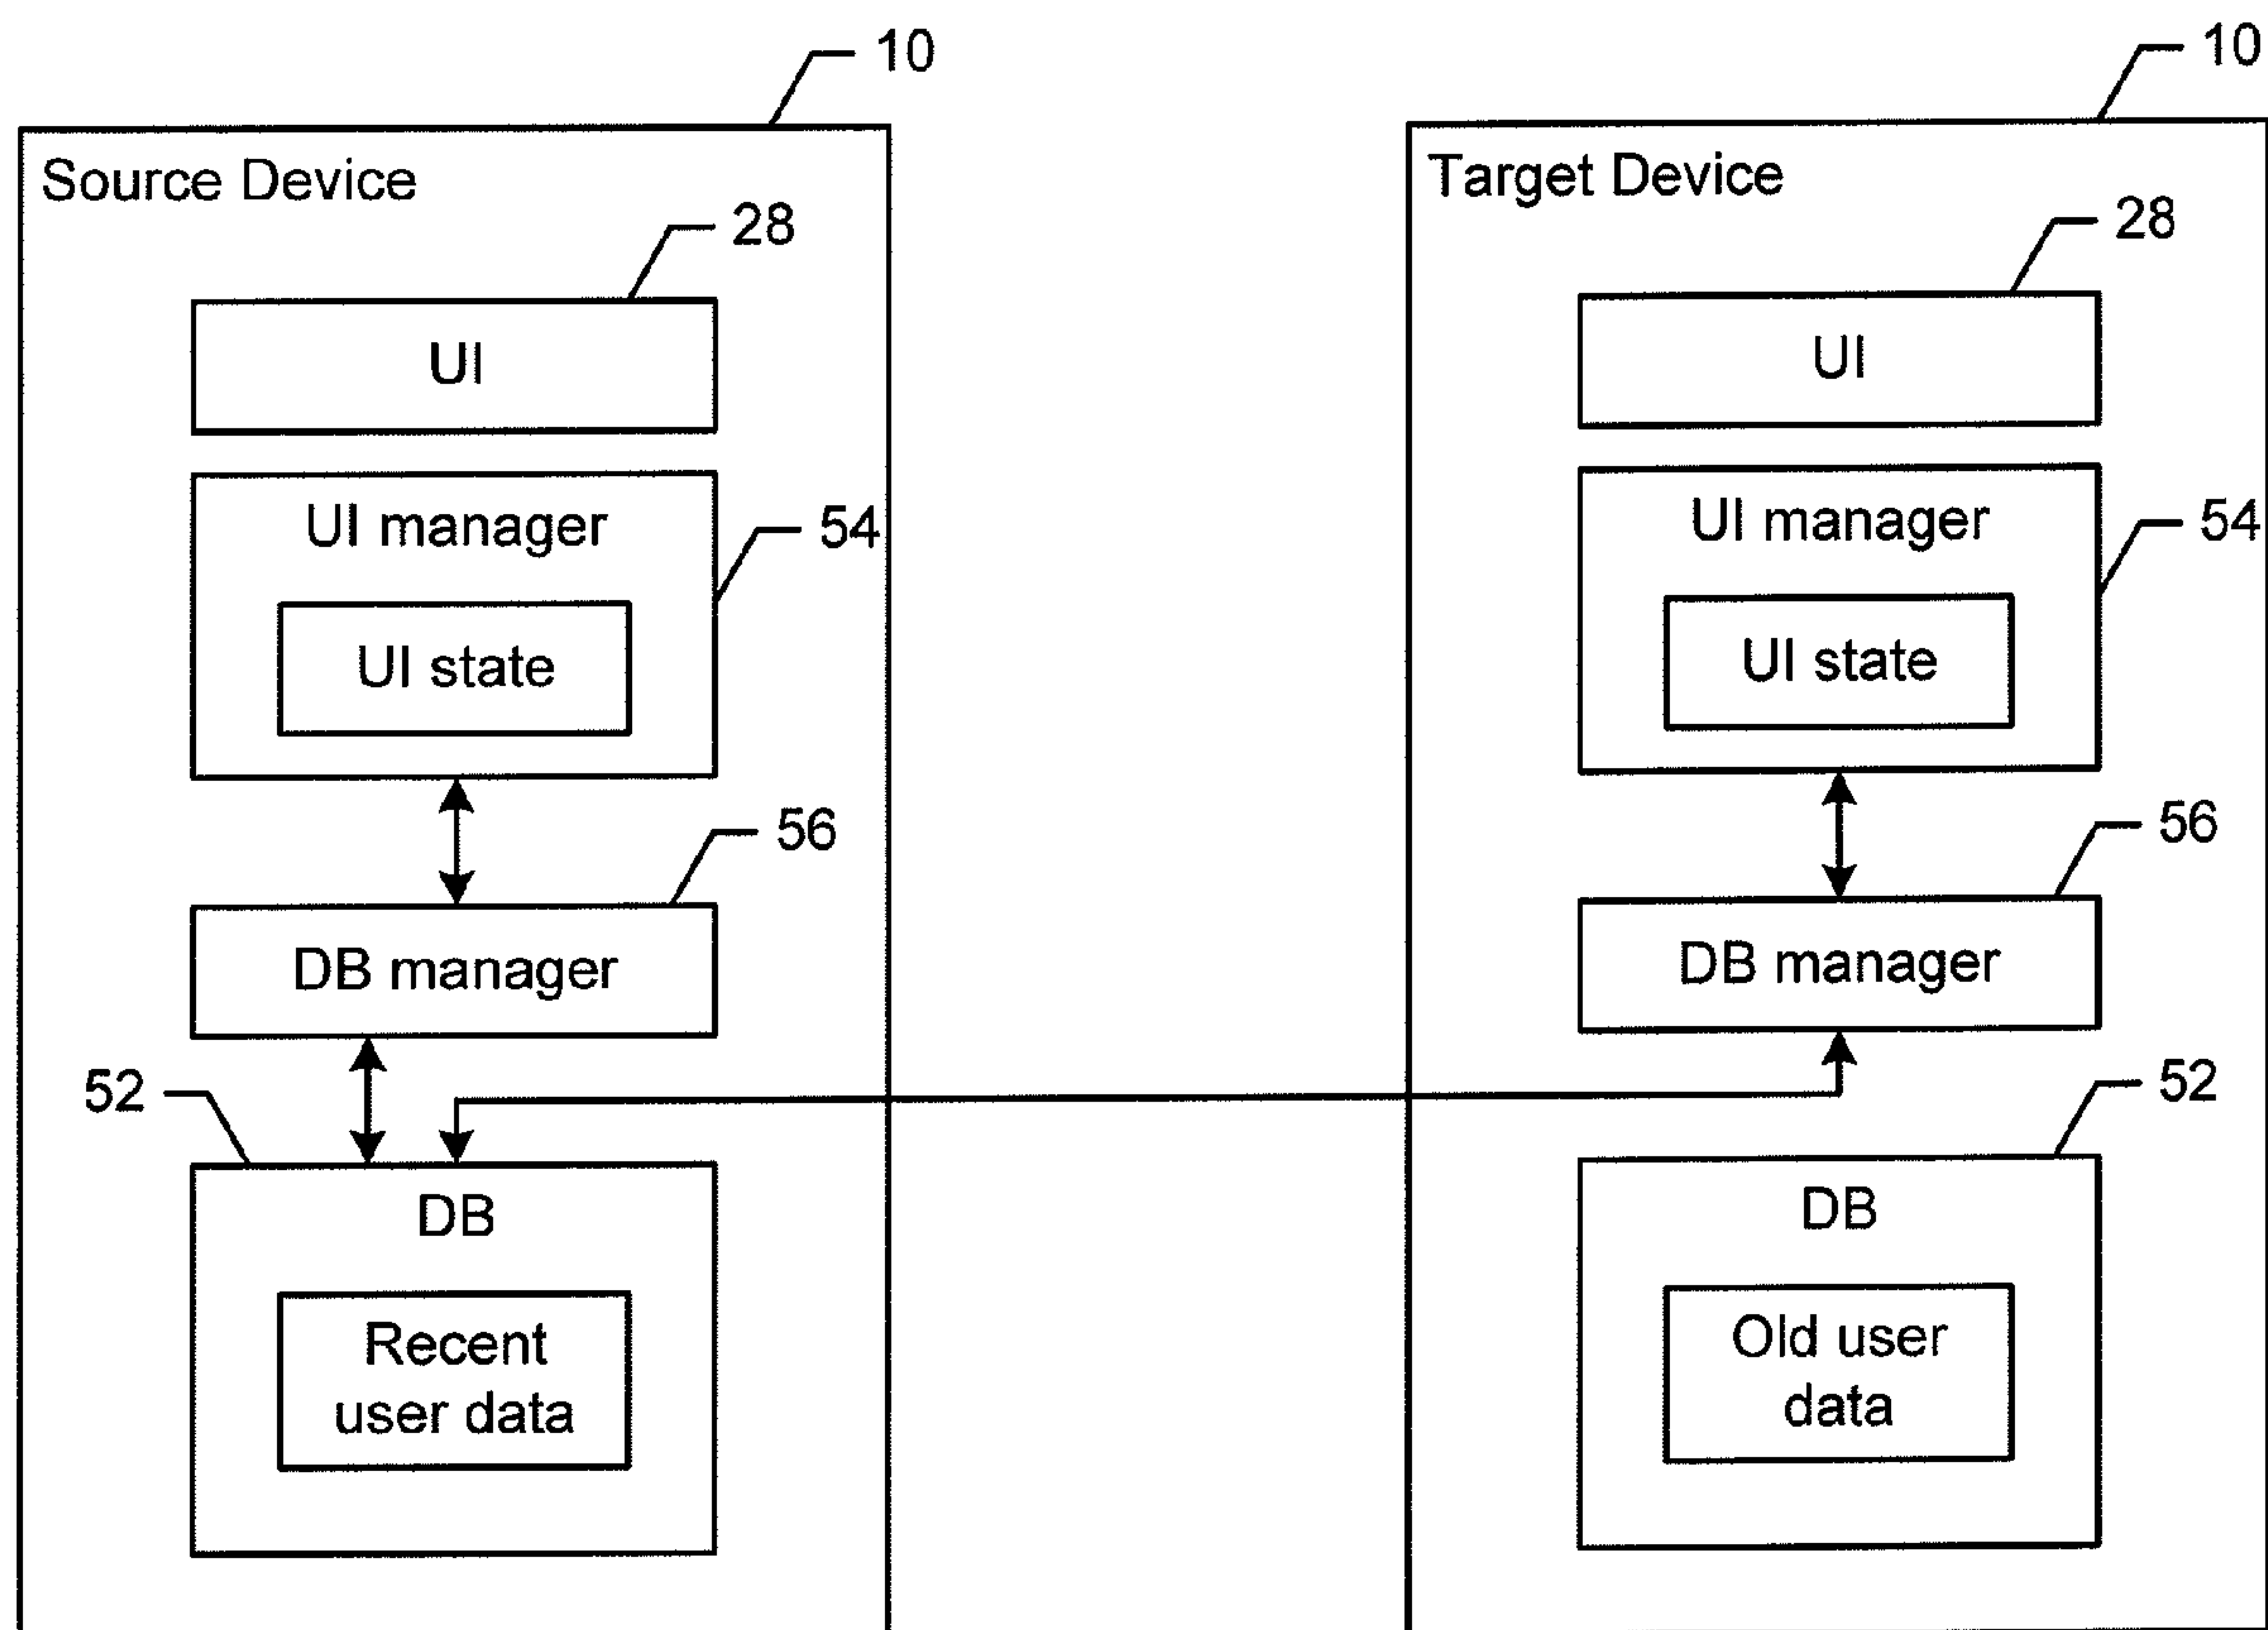 10
Source Device
28
UI
UI manager
54
UI state
56
DB manager
52
DB
Recent
user data
10
Target Device
28
UI
UI manager
54
UI state
56
DB manager
52
DB
Old user
data